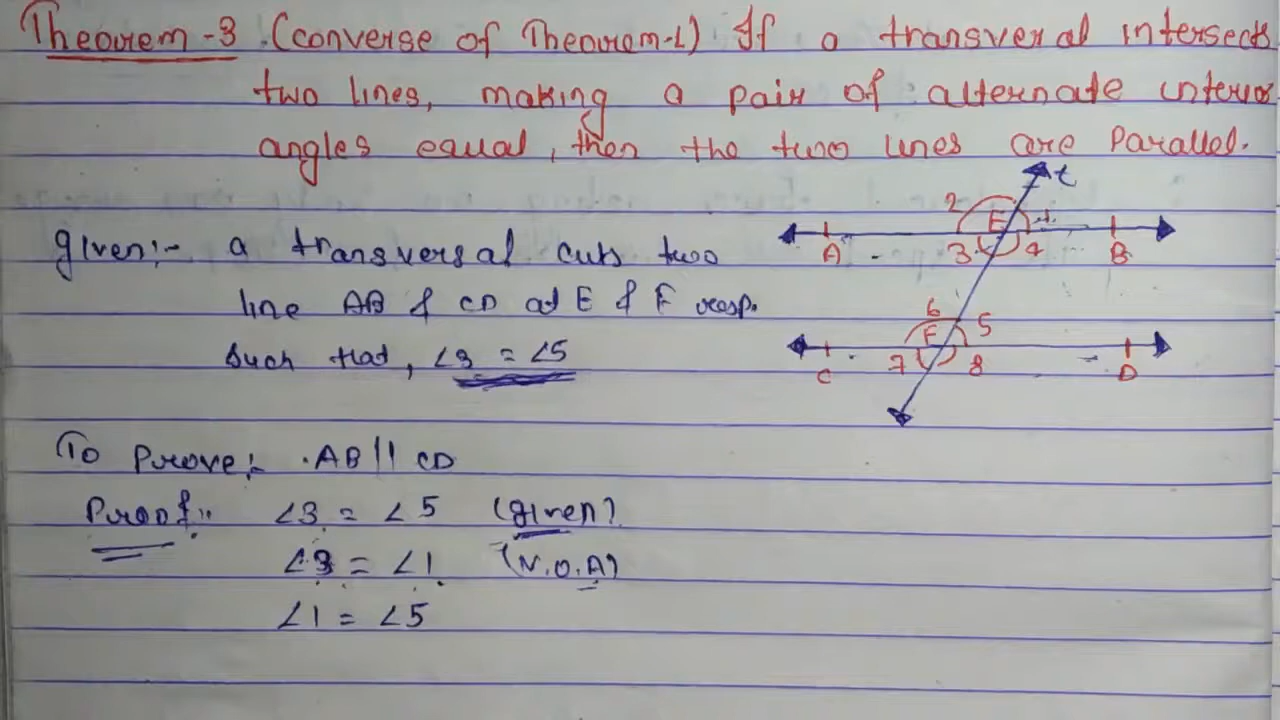 Theorem-3 (converse of Theorem-1) If a transveral intersects
two lines, making a pair of alternate interior
angles equal, then the two lines are Parallel.
t
2 E 1
A 3 4 B
given:- a transversal cuts two
line AB & CD at E & F resp.
Such that, ∠3 = ∠5
6 F 5
C 7 8 D
To Prove:- AB || CD
Proof:- ∠3 = ∠5 (given)
∠3 = ∠1 (V.O.A)
∠1 = ∠5